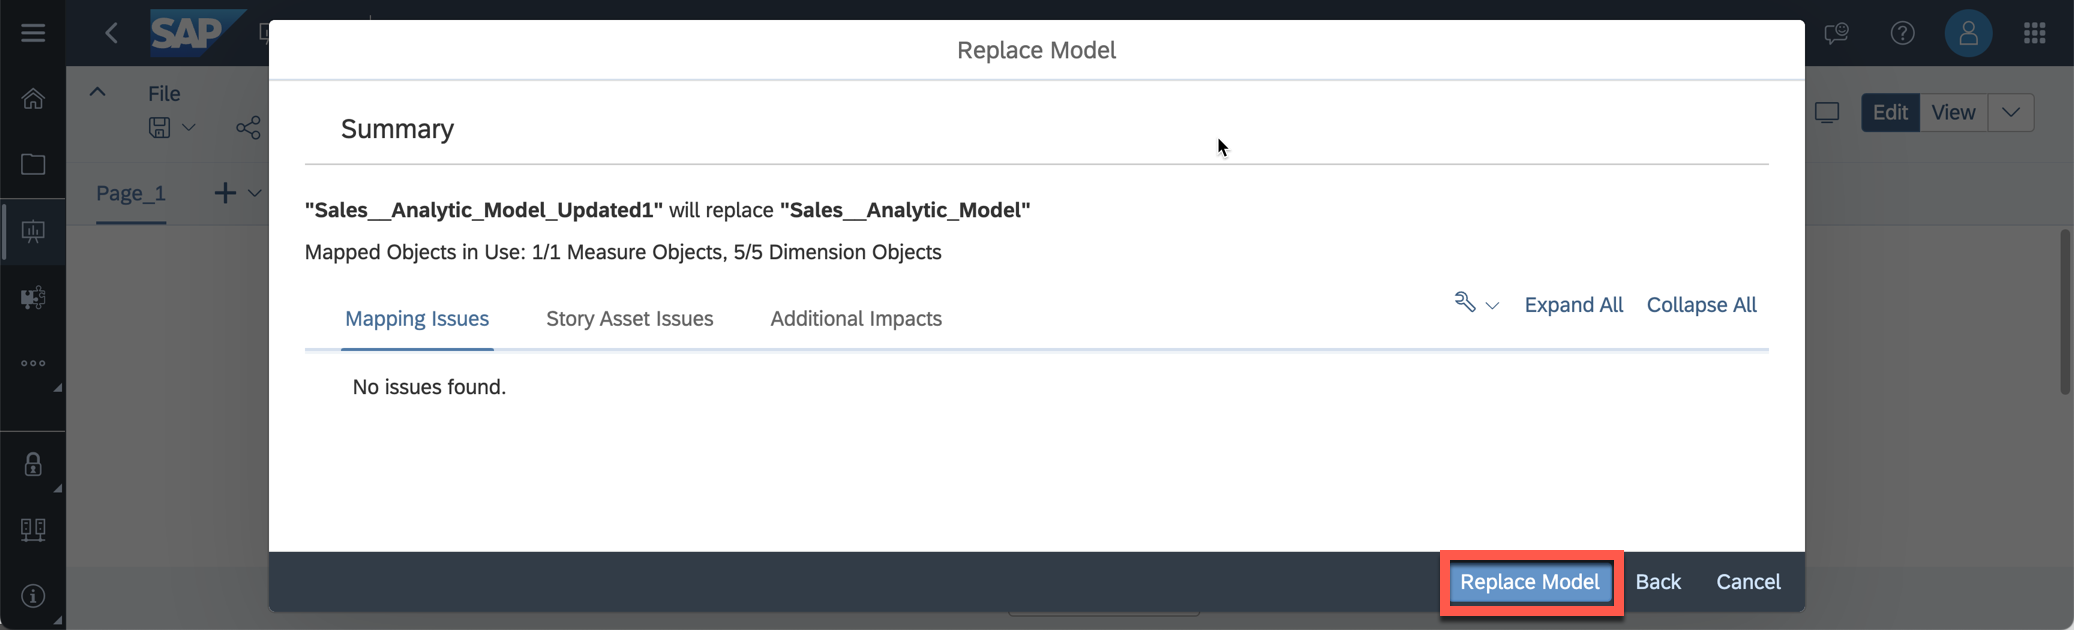 SAP
Replace Model
File
Edit View
Summary
Page_1
"Sales__Analytic_Model_Updated1" will replace "Sales__Analytic_Model"
Mapped Objects in Use: 1/1 Measure Objects, 5/5 Dimension Objects
Mapping Issues Story Asset Issues Additional Impacts Expand All Collapse All
No issues found.
Replace Model Back Cancel